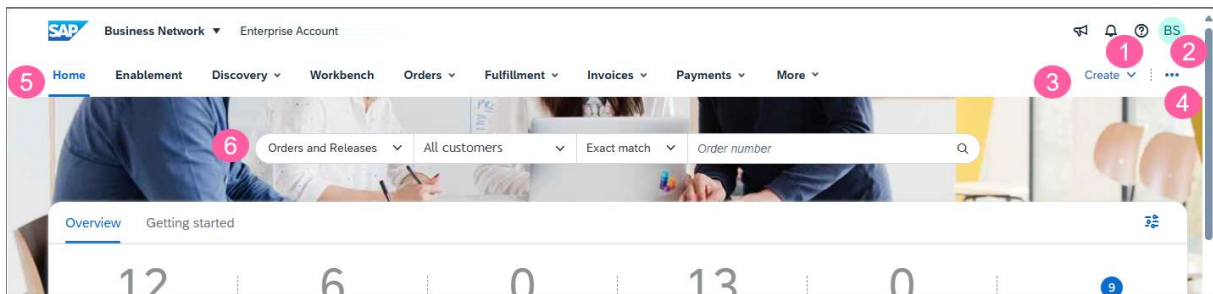 SAP Business Network Enterprise Account BS
1 2
5 Home Enablement Discovery Workbench Orders Fulfillment Invoices Payments More 3 Create
4
6 Orders and Releases All customers Exact match Order number
Overview Getting started
12 6 0 13 0 9